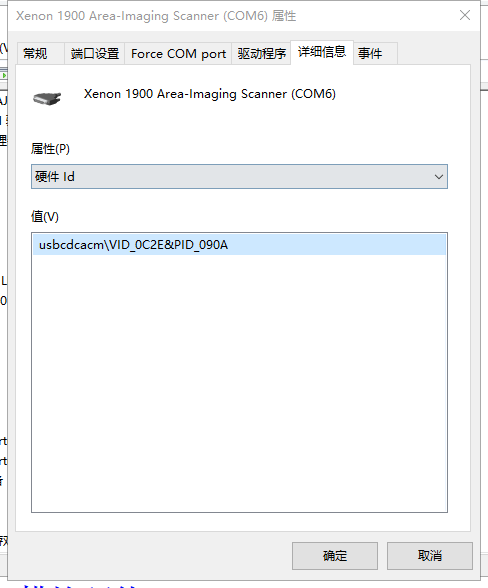 Xenon 1900 Area-Imaging Scanner (COM6) 属性
常规 端口设置 Force COM port 驱动程序 详细信息 事件
Xenon 1900 Area-Imaging Scanner (COM6)
属性(P)
硬件 Id
值(V)
usbcdcacm\VID_0C2E&PID_090A
确定 取消